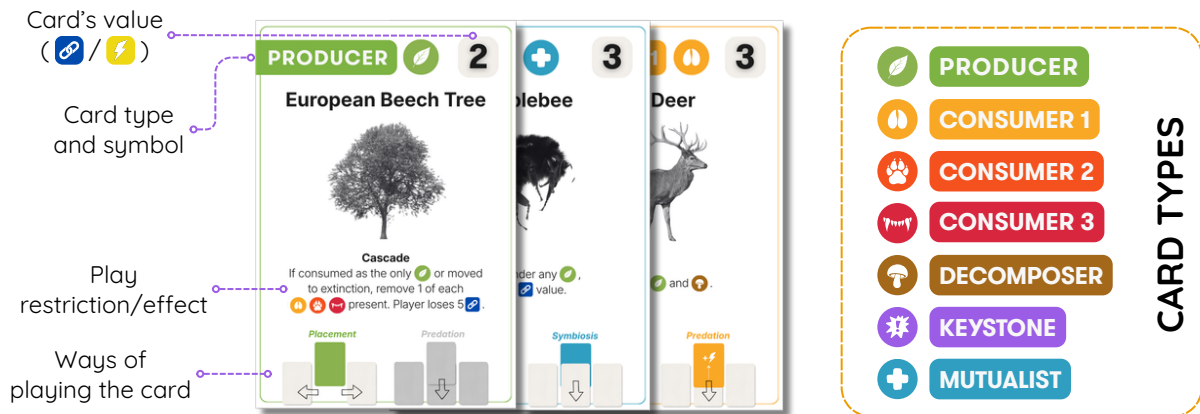 Card's value
( / )
Card type
and symbol
Play
restriction/effect
Ways of
playing the card
PRODUCER 2
European Beech Tree
Cascade
If consumed as the only or moved
to extinction, remove 1 of each
present. Player loses 5 .
Placement Predation
3
any ,
value.
Symbiosis
1 3
Deer
and .
Predation
PRODUCER
CONSUMER 1
CONSUMER 2
CONSUMER 3
DECOMPOSER
KEYSTONE
MUTUALIST
CARD TYPES